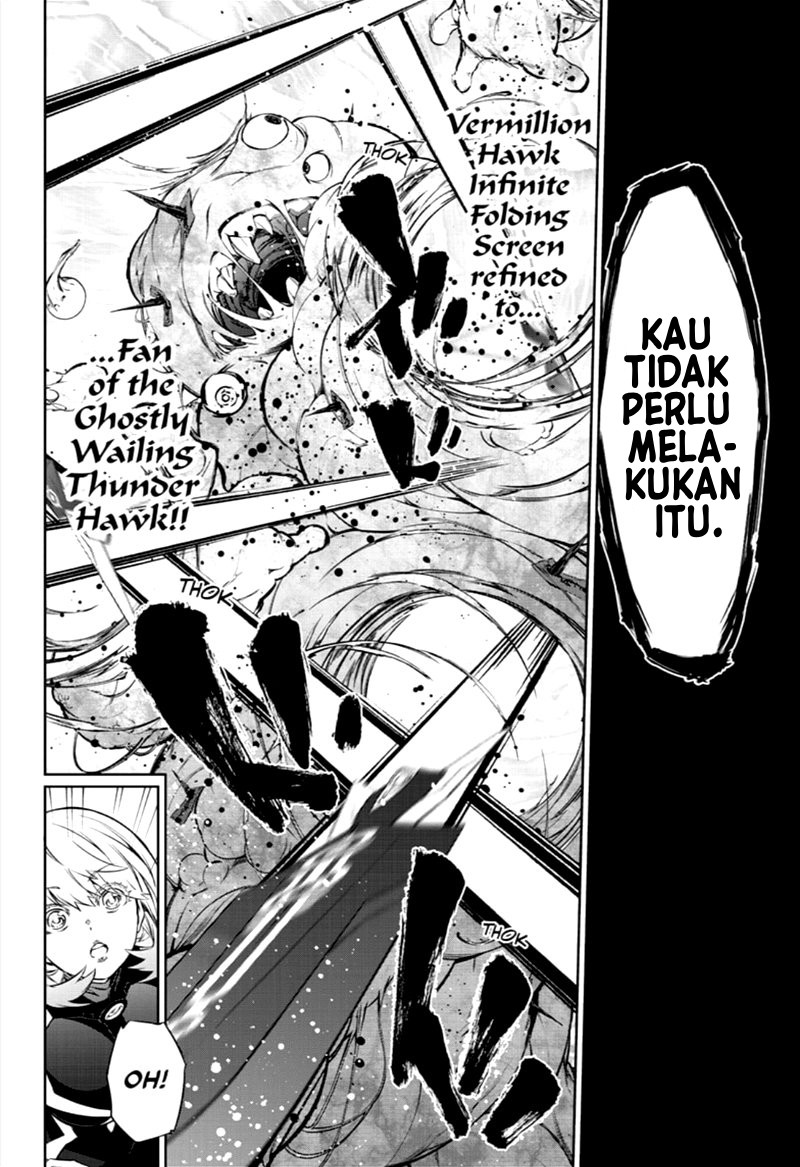 KAU
TIDAK
PERLU
MELA-
KUKAN
ITU.
Vermillion
Hawk
Infinite
Folding
Screen
refined
to...
THOK
...Fan
of the
Ghostly
Wailing
Thunder
Hawk!!
THOK
THOK
OH!